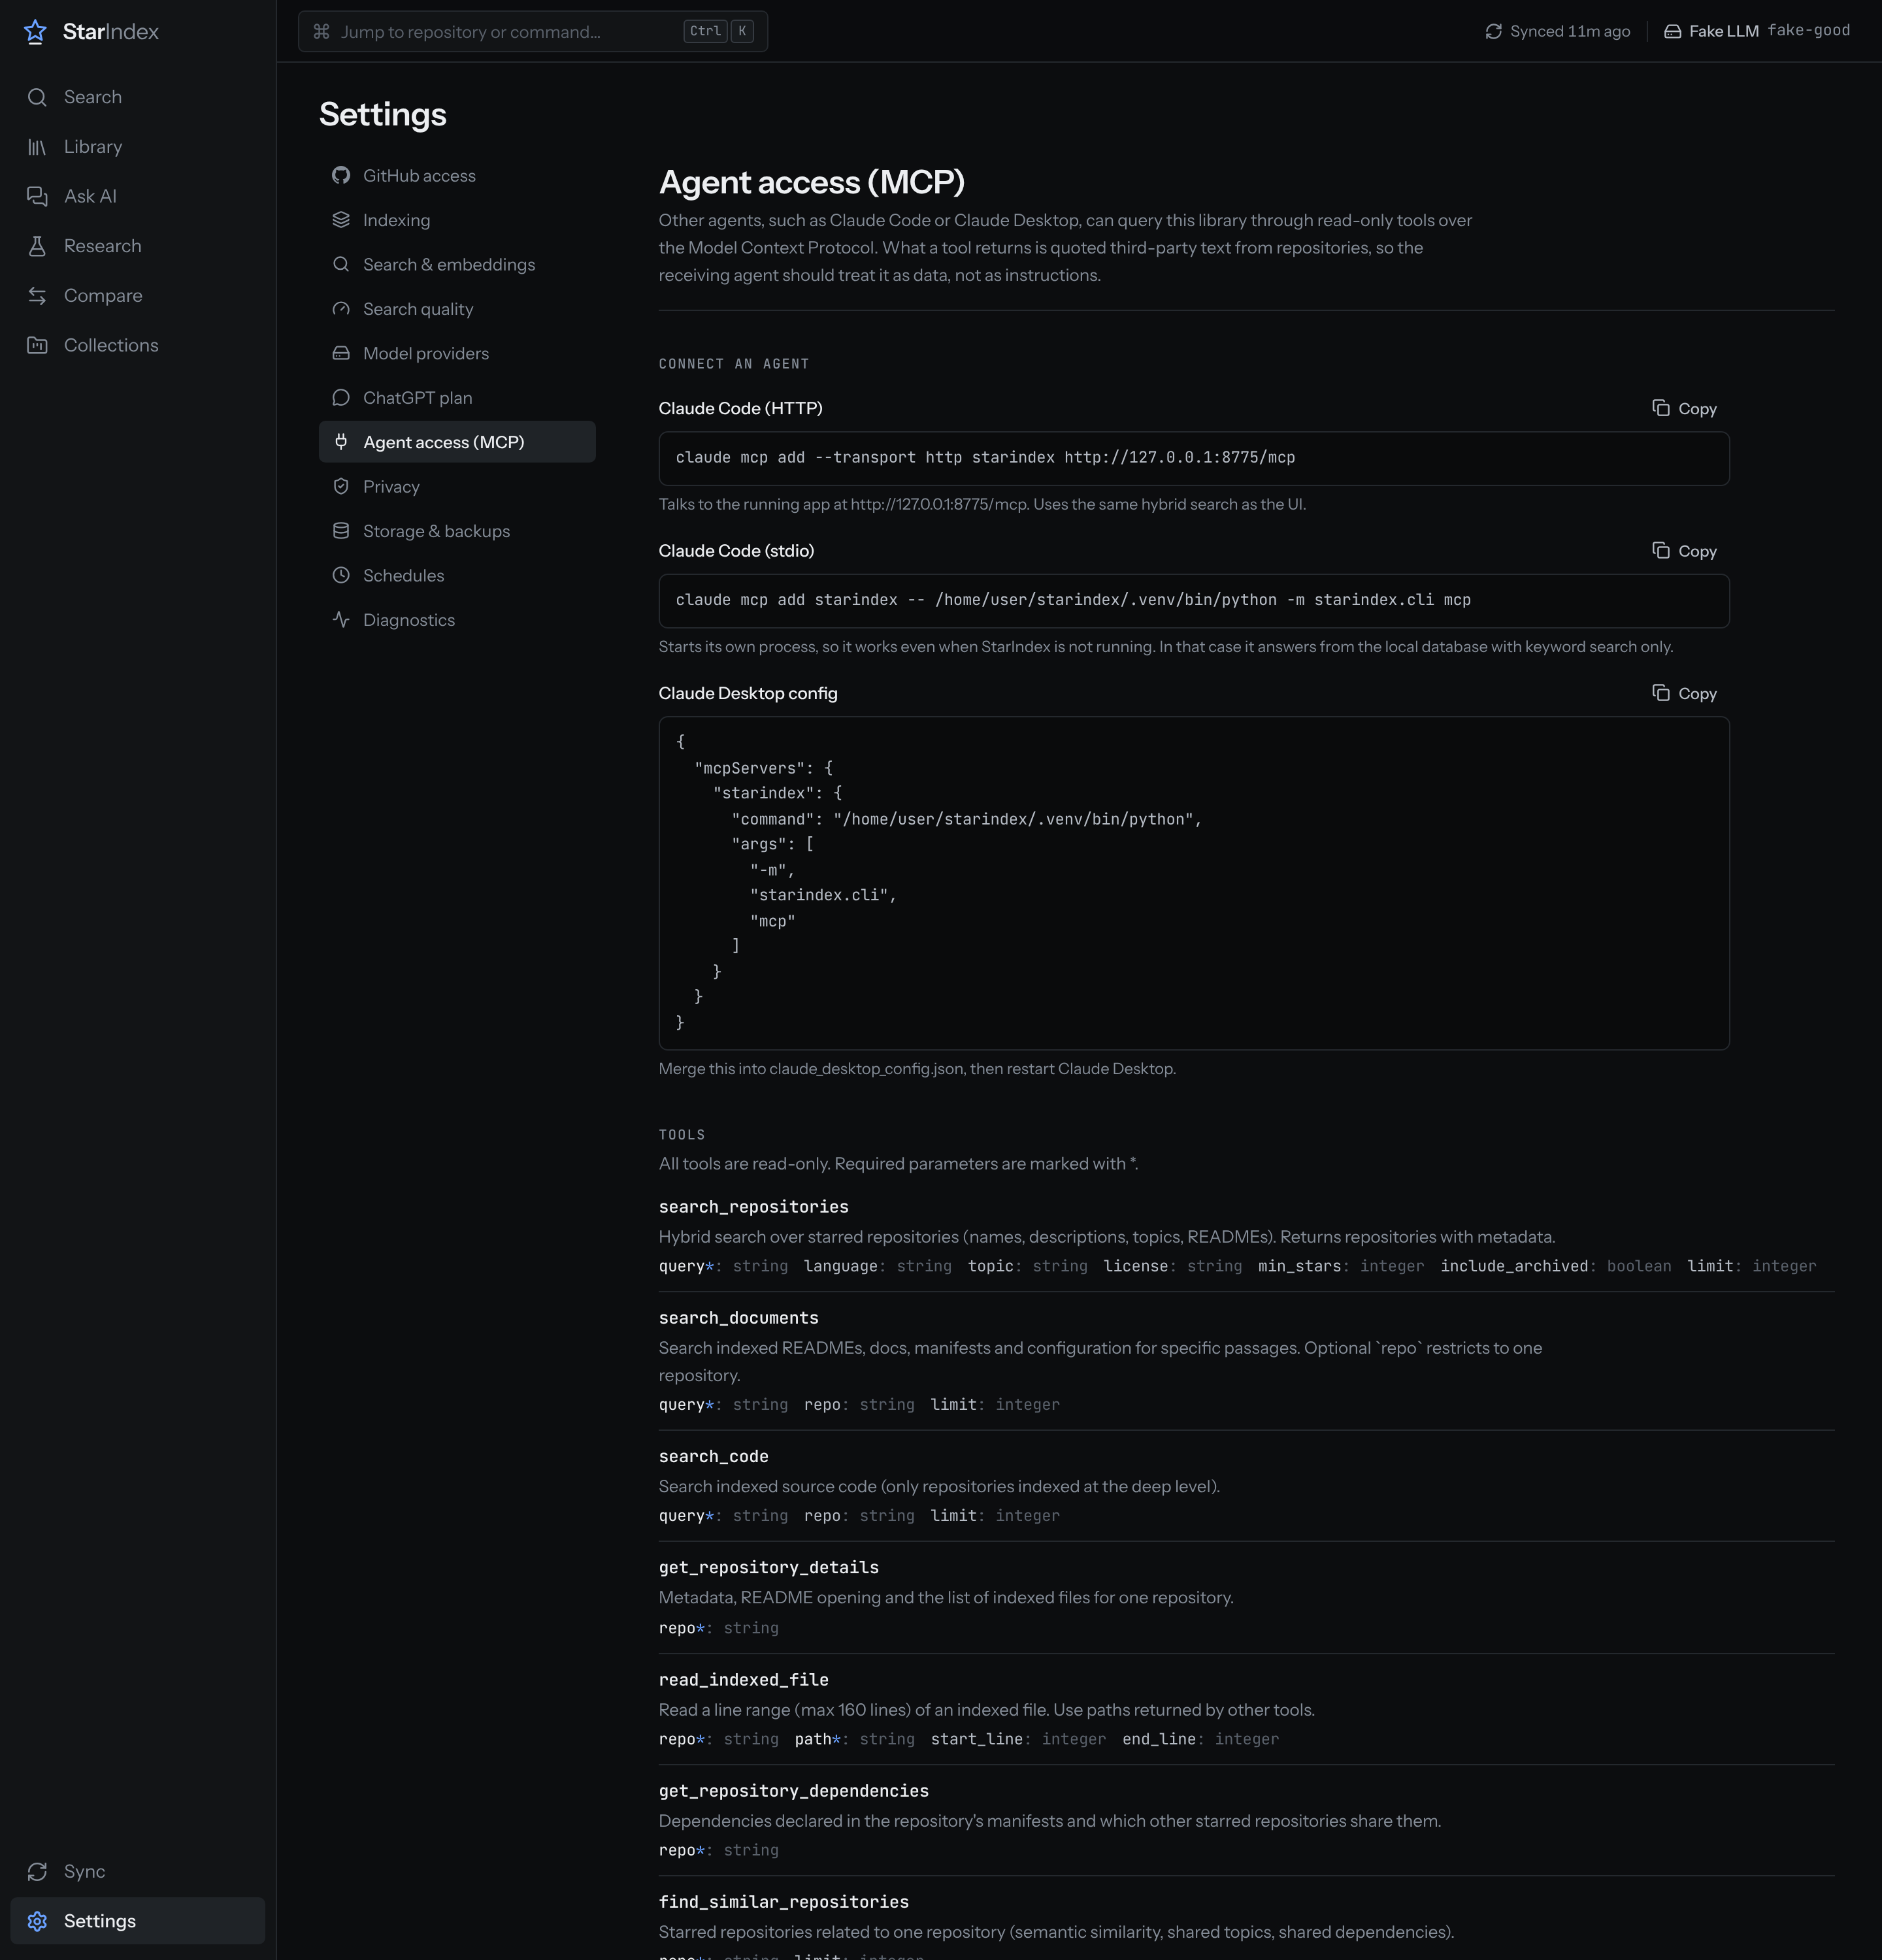 StarIndex
Jump to repository or command...
Ctrl K
Synced 11m ago
Fake LLM fake-good
Search
Library
Ask AI
Research
Compare
Collections
Sync
Settings
Settings
GitHub access
Indexing
Search & embeddings
Search quality
Model providers
ChatGPT plan
Agent access (MCP)
Privacy
Storage & backups
Schedules
Diagnostics
Agent access (MCP)
Other agents, such as Claude Code or Claude Desktop, can query this library through read-only tools over
the Model Context Protocol. What a tool returns is quoted third-party text from repositories, so the
receiving agent should treat it as data, not as instructions.
CONNECT AN AGENT
Claude Code (HTTP)
Copy
claude mcp add --transport http starindex http://127.0.0.1:8775/mcp
Talks to the running app at http://127.0.0.1:8775/mcp. Uses the same hybrid search as the UI.
Claude Code (stdio)
Copy
claude mcp add starindex -- /home/user/starindex/.venv/bin/python -m starindex.cli mcp
Starts its own process, so it works even when StarIndex is not running. In that case it answers from the local database with keyword search only.
Claude Desktop config
Copy
{
"mcpServers": {
"starindex": {
"command": "/home/user/starindex/.venv/bin/python",
"args": [
"-m",
"starindex.cli",
"mcp"
]
}
}
}
Merge this into claude_desktop_config.json, then restart Claude Desktop.
TOOLS
All tools are read-only. Required parameters are marked with *.
search_repositories
Hybrid search over starred repositories (names, descriptions, topics, READMEs). Returns repositories with metadata.
query*: string language: string topic: string license: string min_stars: integer include_archived: boolean limit: integer
search_documents
Search indexed READMEs, docs, manifests and configuration for specific passages. Optional `repo` restricts to one
repository.
query*: string repo: string limit: integer
search_code
Search indexed source code (only repositories indexed at the deep level).
query*: string repo: string limit: integer
get_repository_details
Metadata, README opening and the list of indexed files for one repository.
repo*: string
read_indexed_file
Read a line range (max 160 lines) of an indexed file. Use paths returned by other tools.
repo*: string path*: string start_line: integer end_line: integer
get_repository_dependencies
Dependencies declared in the repository's manifests and which other starred repositories share them.
repo*: string
find_similar_repositories
Starred repositories related to one repository (semantic similarity, shared topics, shared dependencies).
repo*: string limit: integer